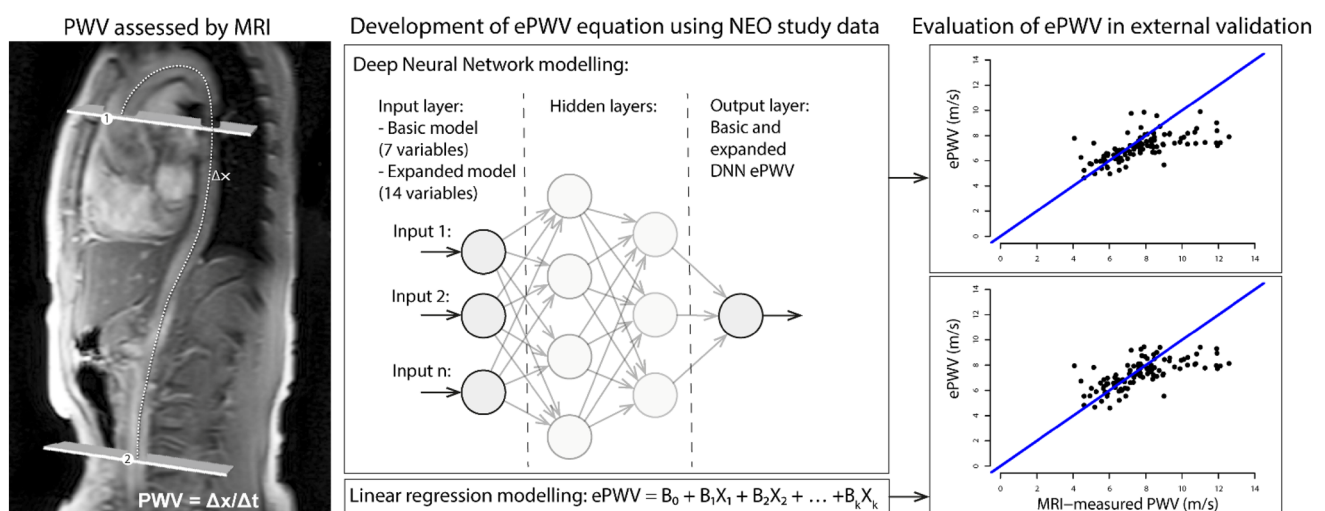 PWV assessed by MRI
1
Δx
2
PWV = Δx/Δt
Development of ePWV equation using NEO study data
Deep Neural Network modelling:
Input layer:
- Basic model
(7 variables)
- Expanded model
(14 variables)
Hidden layers:
Output layer:
Basic and
expanded
DNN ePWV
Input 1:
Input 2:
Input n:
Linear regression modelling: ePWV = B₀ + B₁X₁ + B₂X₂ + … +BₖXₖ
Evaluation of ePWV in external validation
ePWV (m/s)
14
12
10
8
6
4
2
0
0 2 4 6 8 10 12 14
ePWV (m/s)
14
12
10
8
6
4
2
0
0 2 4 6 8 10 12 14
MRI−measured PWV (m/s)